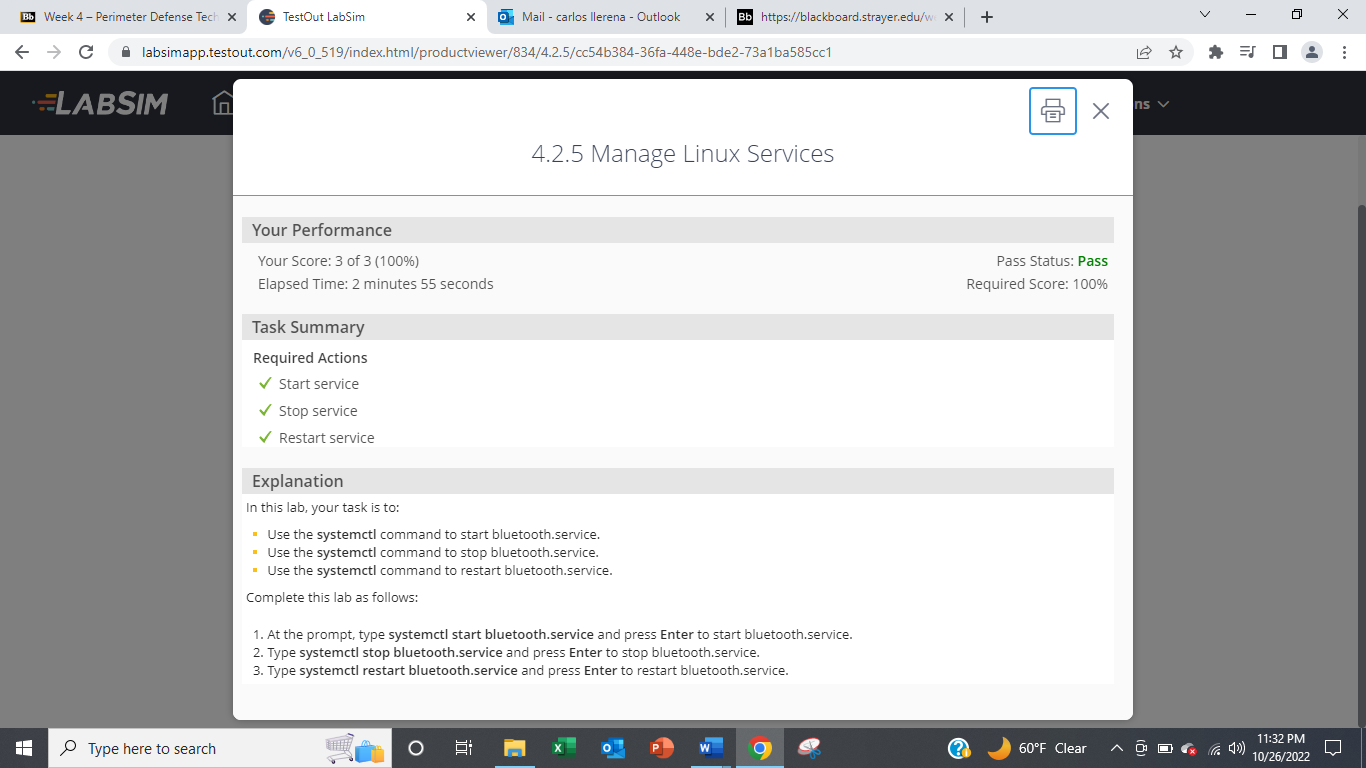 Week 4 – Perimeter Defense Tech
TestOut LabSim
Mail - carlos llerena - Outlook
Bb https://blackboard.strayer.edu/w
labsimapp.testout.com/v6_0_519/index.html/productviewer/834/4.2.5/cc54b384-36fa-448e-bde2-73a1ba585cc1
LABSIM
ns
4.2.5 Manage Linux Services
Your Performance
Your Score: 3 of 3 (100%)
Pass Status: Pass
Elapsed Time: 2 minutes 55 seconds
Required Score: 100%
Task Summary
Required Actions
Start service
Stop service
Restart service
Explanation
In this lab, your task is to:
Use the systemctl command to start bluetooth.service.
Use the systemctl command to stop bluetooth.service.
Use the systemctl command to restart bluetooth.service.
Complete this lab as follows:
1. At the prompt, type systemctl start bluetooth.service and press Enter to start bluetooth.service.
2. Type systemctl stop bluetooth.service and press Enter to stop bluetooth.service.
3. Type systemctl restart bluetooth.service and press Enter to restart bluetooth.service.
Type here to search
60°F Clear
11:32 PM
10/26/2022